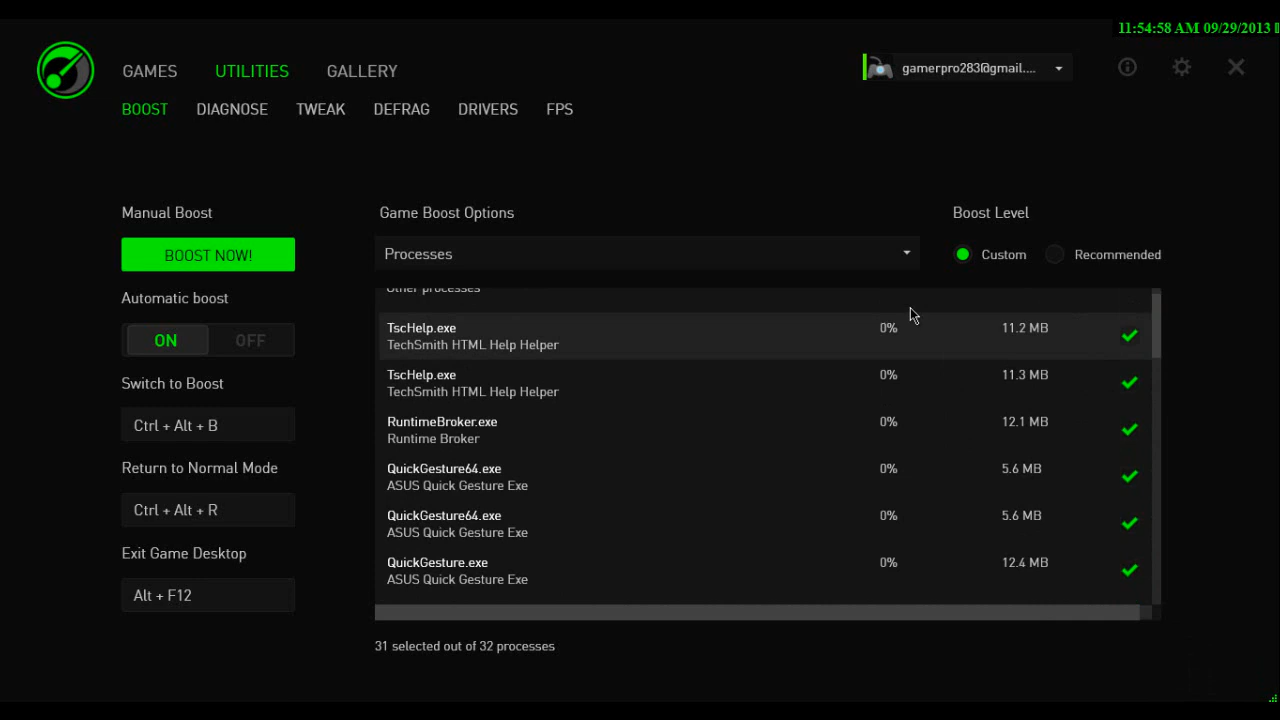 11:54:58 AM 09/29/2013
GAMES UTILITIES GALLERY
gamerpro283@gmail....
BOOST DIAGNOSE TWEAK DEFRAG DRIVERS FPS
Manual Boost
BOOST NOW!
Automatic boost
ON OFF
Switch to Boost
Ctrl + Alt + B
Return to Normal Mode
Ctrl + Alt + R
Exit Game Desktop
Alt + F12
Game Boost Options
Processes
Boost Level
Custom Recommended
Other processes
TscHelp.exe 0% 11.2 MB
TechSmith HTML Help Helper
TscHelp.exe 0% 11.3 MB
TechSmith HTML Help Helper
RuntimeBroker.exe 0% 12.1 MB
Runtime Broker
QuickGesture64.exe 0% 5.6 MB
ASUS Quick Gesture Exe
QuickGesture64.exe 0% 5.6 MB
ASUS Quick Gesture Exe
QuickGesture.exe 0% 12.4 MB
ASUS Quick Gesture Exe
31 selected out of 32 processes